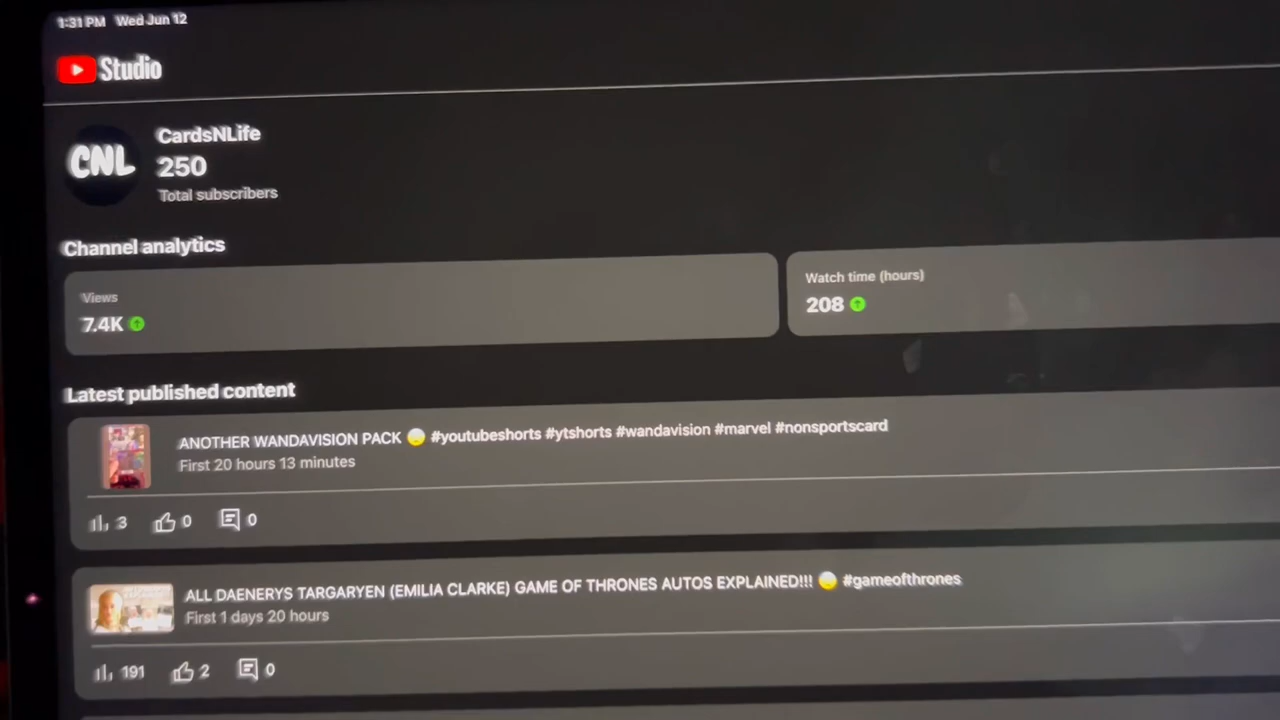 1:31 PM Wed Jun 12
Studio
CNL
CardsNLife
250
Total subscribers
Channel analytics
Views
7.4K
Watch time (hours)
208
Latest published content
ANOTHER WANDAVISION PACK 😳 #youtubeshorts #ytshorts #wandavision #marvel #nonsportscard
First 20 hours 13 minutes
3 0 0
ALL DAENERYS TARGARYEN (EMILIA CLARKE) GAME OF THRONES AUTOS EXPLAINED!!! 😳 #gameofthrones
First 1 days 20 hours
191 2 0